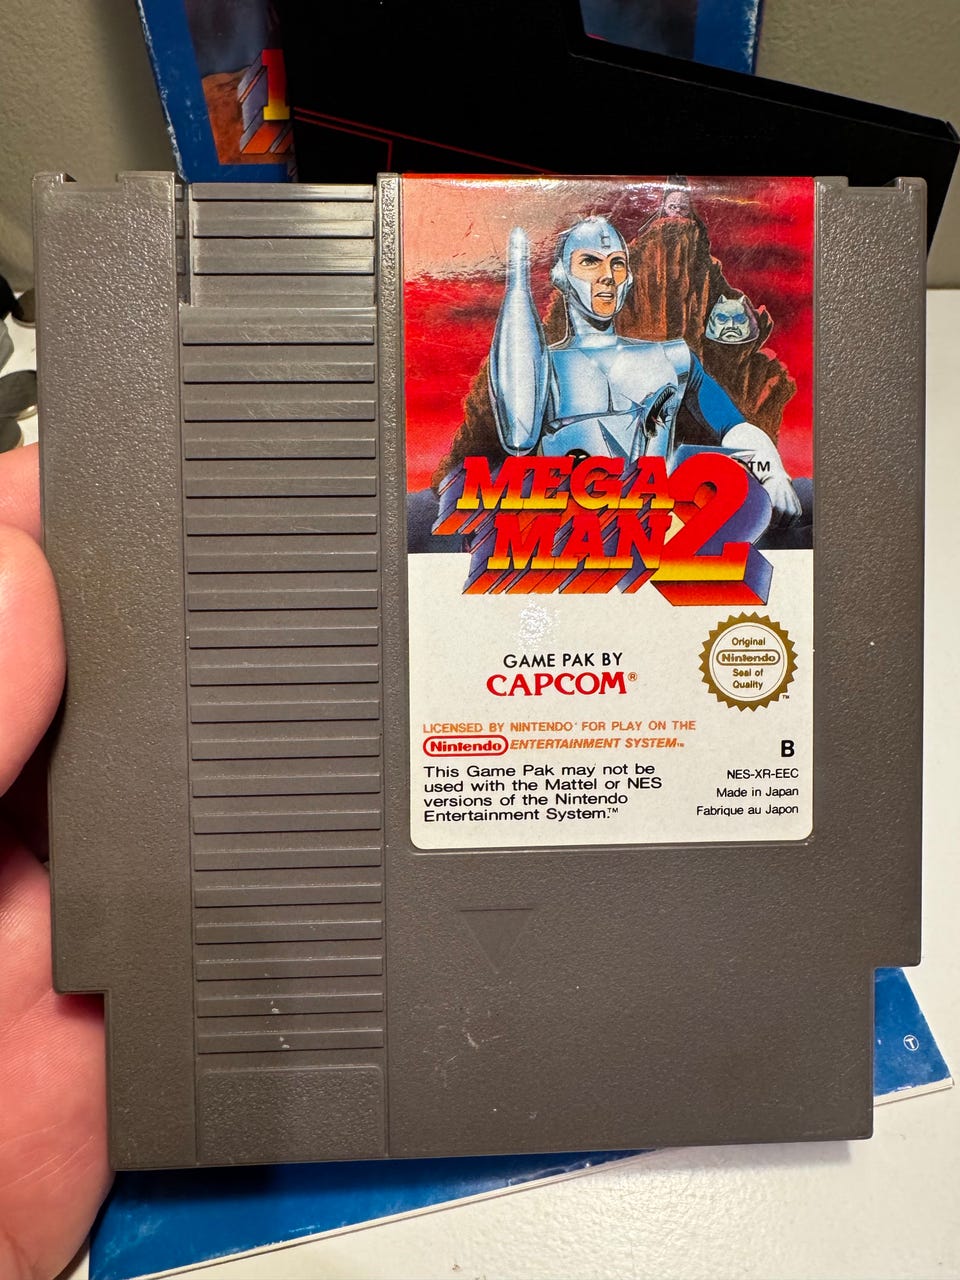 MEGA
MAN 2 ™
GAME PAK BY
CAPCOM®
Original
Nintendo
Seal of
Quality
™
LICENSED BY NINTENDO® FOR PLAY ON THE
Nintendo ENTERTAINMENT SYSTEM™
This Game Pak may not be
used with the Mattel or NES
versions of the Nintendo
Entertainment System.™
B
NES-XR-EEC
Made in Japan
Fabrique au Japon
T